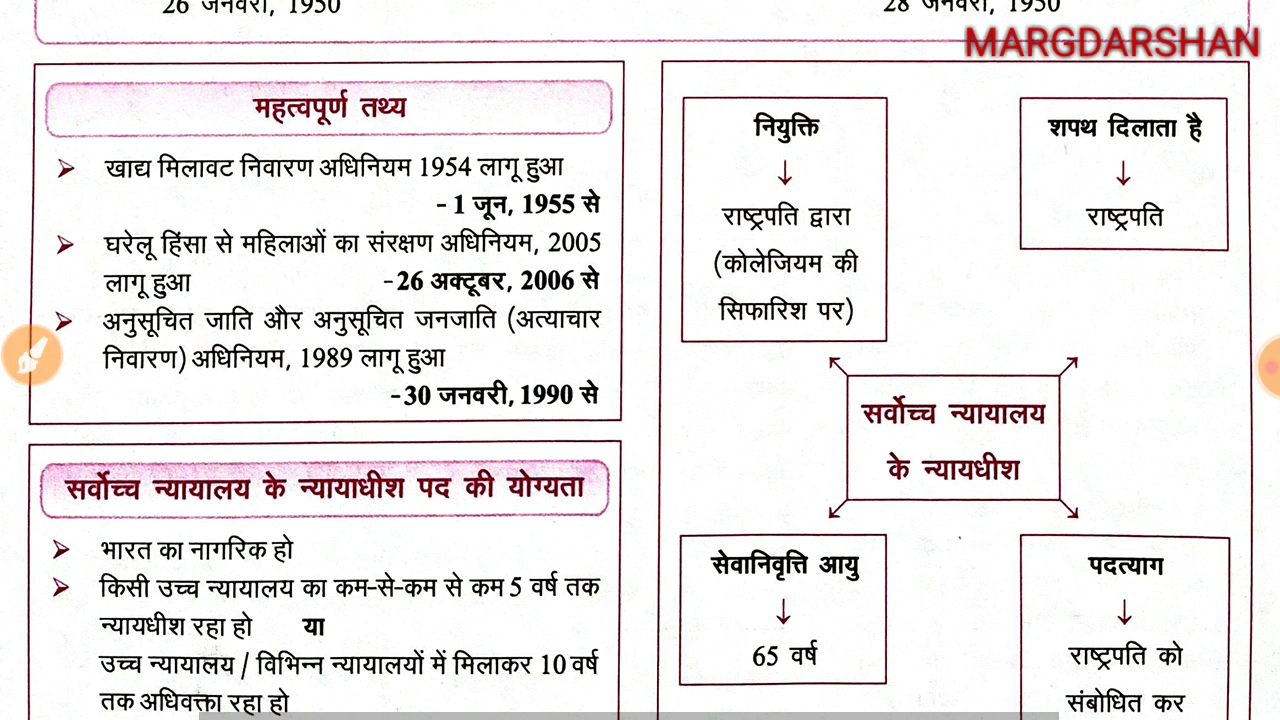 26 जनवरी, 1950
28 जनवरी, 1950
MARGDARSHAN
महत्वपूर्ण तथ्य
➤ खाद्य मिलावट निवारण अधिनियम 1954 लागू हुआ
- 1 जून, 1955 से
➤ घरेलू हिंसा से महिलाओं का संरक्षण अधिनियम, 2005
लागू हुआ -26 अक्टूबर, 2006 से
➤ अनुसूचित जाति और अनुसूचित जनजाति (अत्याचार
निवारण) अधिनियम, 1989 लागू हुआ
-30 जनवरी, 1990 से
सर्वोच्च न्यायालय के न्यायाधीश पद की योग्यता
➤ भारत का नागरिक हो
➤ किसी उच्च न्यायालय का कम-से-कम से कम 5 वर्ष तक
न्यायधीश रहा हो या
उच्च न्यायालय / विभिन्न न्यायालयों में मिलाकर 10 वर्ष
तक अधिवक्ता रहा हो
नियुक्ति
↓
राष्ट्रपति द्वारा
(कोलेजियम की
सिफारिश पर)
शपथ दिलाता है
↓
राष्ट्रपति
सर्वोच्च न्यायालय
के न्यायधीश
सेवानिवृत्ति आयु
↓
65 वर्ष
पदत्याग
↓
राष्ट्रपति को
संबोधित कर